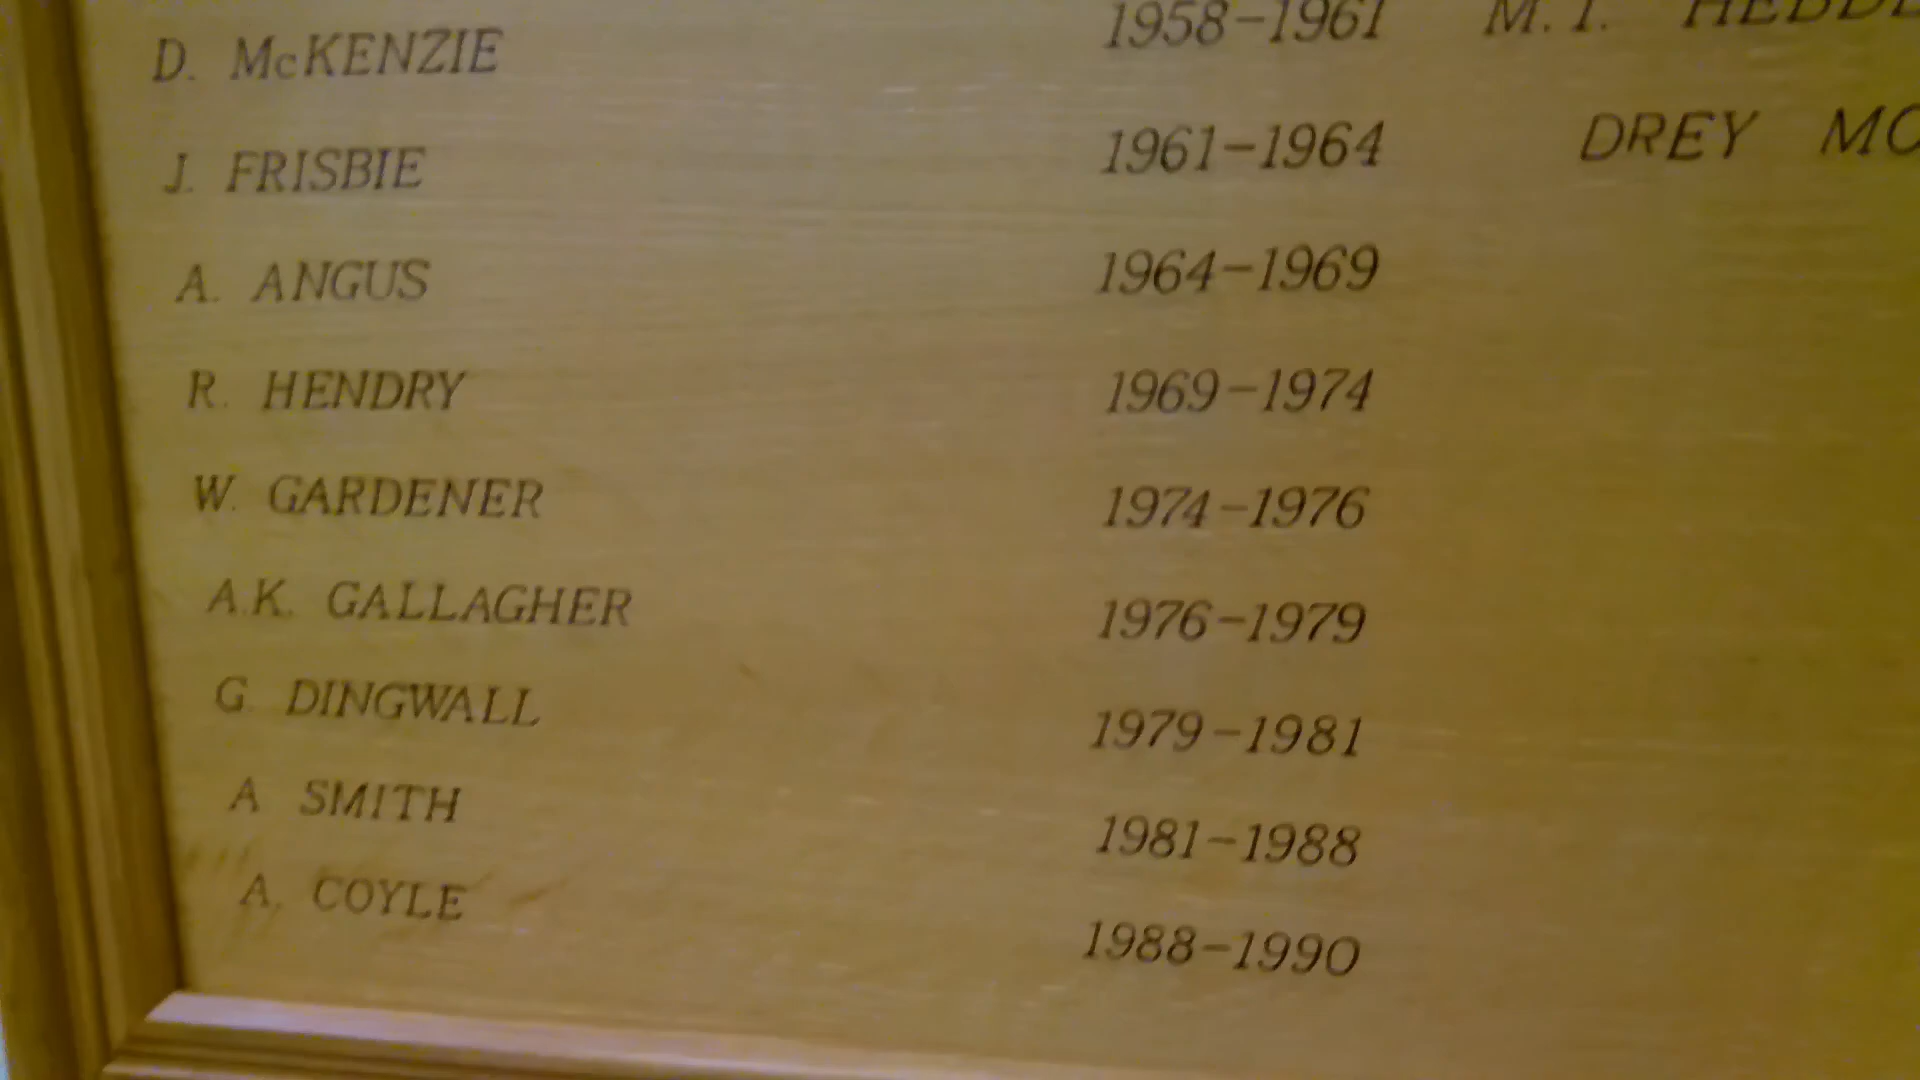 D. McKENZIE 1958-1961 M.
J. FRISBIE 1961-1964 DREY
A. ANGUS 1964-1969
R. HENDRY 1969-1974
W. GARDENER 1974-1976
A.K. GALLAGHER 1976-1979
G. DINGWALL 1979-1981
A SMITH 1981-1988
A. COYLE 1988-1990